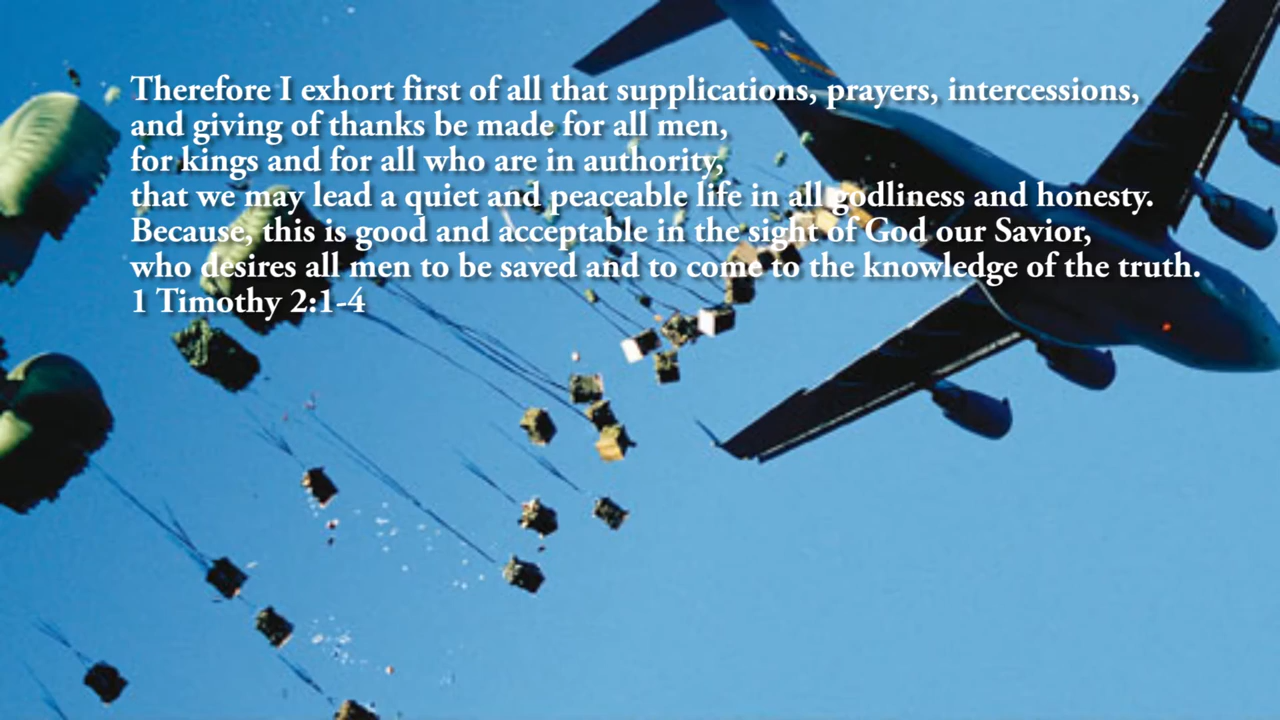 Therefore I exhort first of all that supplications, prayers, intercessions,
and giving of thanks be made for all men,
for kings and for all who are in authority,
that we may lead a quiet and peaceable life in all godliness and honesty.
Because, this is good and acceptable in the sight of God our Savior,
who desires all men to be saved and to come to the knowledge of the truth.
1 Timothy 2:1-4